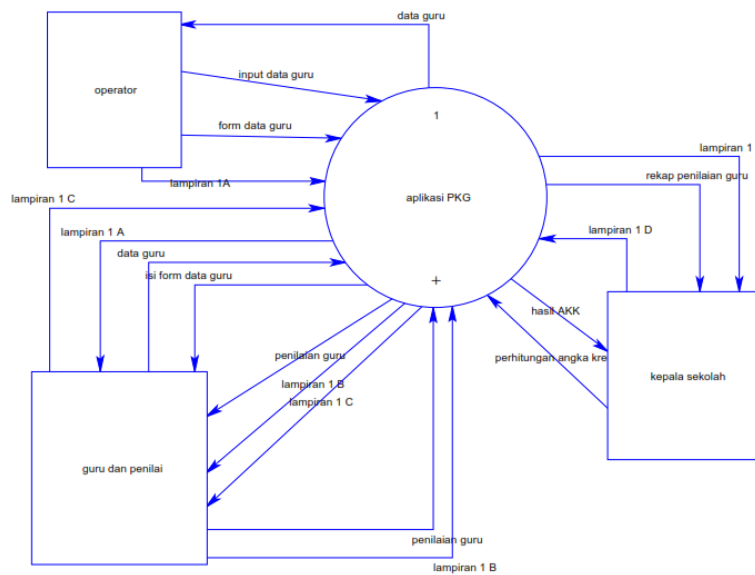 data guru
operator
input data guru
form data guru
lampiran 1A
1
aplikasi PKG
+
lampiran 1
rekap penilaian guru
lampiran 1 C
lampiran 1 A
data guru
isi form data guru
lampiran 1 D
hasil AKK
perhitungan angka kre
kepala sekolah
penilaian guru
lampiran 1 B
lampiran 1 C
guru dan penilai
penilaian guru
lampiran 1 B